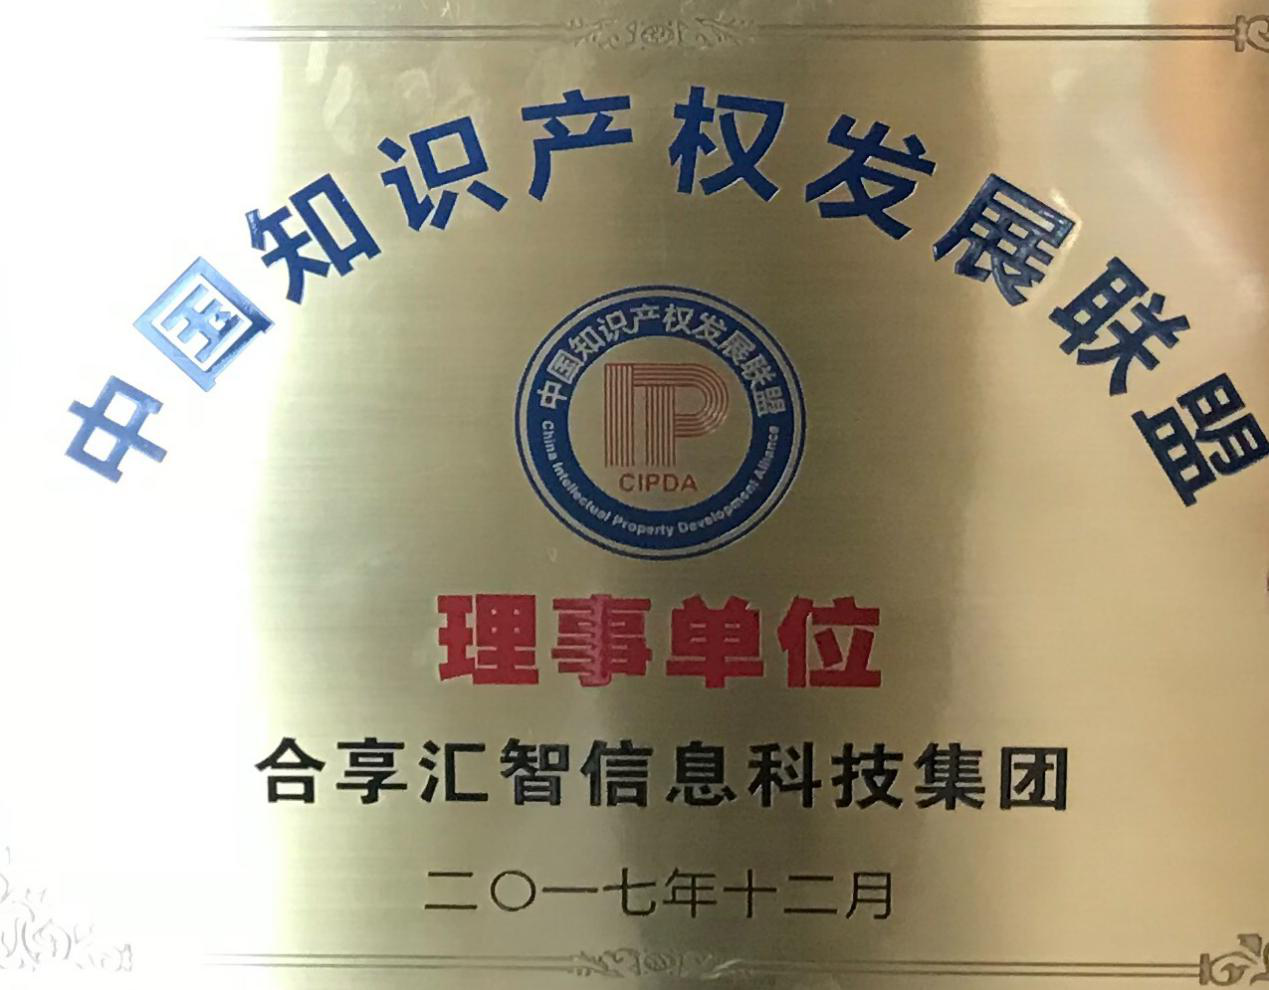 中国知识产权发展联盟
中国知识产权发展联盟
IP
CIPDA
China Intellectual Property Development Alliance
理事单位
合享汇智信息科技集团
二〇一七年十二月